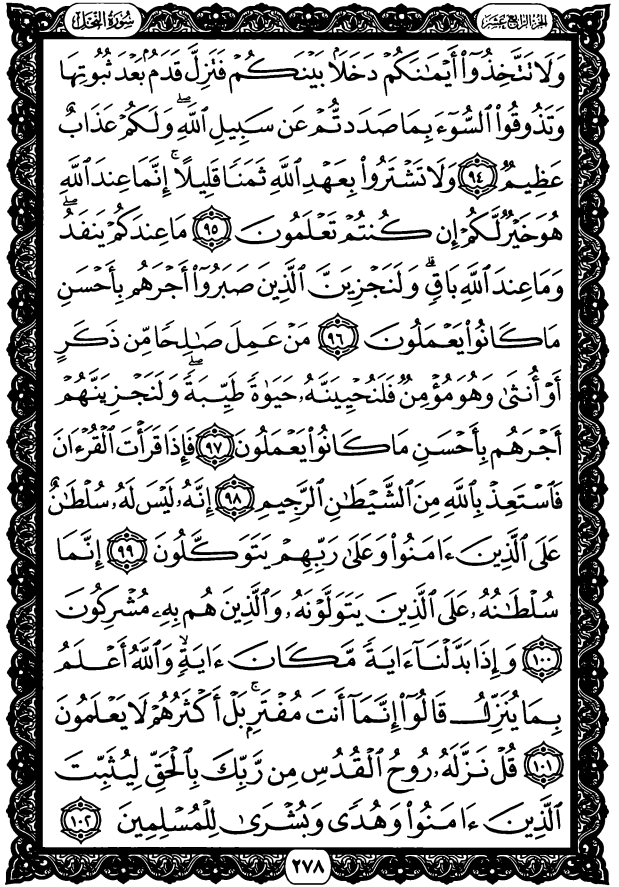 الجزء الرابع عشر
سورة النحل
وَلَا تَتَّخِذُوٓا۟ أَيْمَٰنَكُمْ دَخَلًۢا بَيْنَكُمْ فَتَزِلَّ قَدَمٌۢ بَعْدَ ثُبُوتِهَا
وَتَذُوقُوا۟ ٱلسُّوٓءَ بِمَا صَدَدتُّمْ عَن سَبِيلِ ٱللَّهِ ۖ وَلَكُمْ عَذَابٌ
عَظِيمٌ ٩٤ وَلَا تَشْتَرُوا۟ بِعَهْدِ ٱللَّهِ ثَمَنًا قَلِيلًا ۚ إِنَّمَا عِندَ ٱللَّهِ
هُوَ خَيْرٌ لَّكُمْ إِن كُنتُمْ تَعْلَمُونَ ٩٥ مَا عِندَكُمْ يَنفَدُ ۖ
وَمَا عِندَ ٱللَّهِ بَاقٍ ۗ وَلَنَجْزِيَنَّ ٱلَّذِينَ صَبَرُوٓا۟ أَجْرَهُم بِأَحْسَنِ
مَا كَانُوا۟ يَعْمَلُونَ ٩٦ مَنْ عَمِلَ صَٰلِحًا مِّن ذَكَرٍ
أَوْ أُنثَىٰ وَهُوَ مُؤْمِنٌ فَلَنُحْيِيَنَّهُۥ حَيَوٰةً طَيِّبَةً ۖ وَلَنَجْزِيَنَّهُمْ
أَجْرَهُم بِأَحْسَنِ مَا كَانُوا۟ يَعْمَلُونَ ٩٧ فَإِذَا قَرَأْتَ ٱلْقُرْءَانَ
فَٱسْتَعِذْ بِٱللَّهِ مِنَ ٱلشَّيْطَٰنِ ٱلرَّجِيمِ ٩٨ إِنَّهُۥ لَيْسَ لَهُۥ سُلْطَٰنٌ
عَلَى ٱلَّذِينَ ءَامَنُوا۟ وَعَلَىٰ رَبِّهِمْ يَتَوَكَّلُونَ ٩٩ إِنَّمَا
سُلْطَٰنُهُۥ عَلَى ٱلَّذِينَ يَتَوَلَّوْنَهُۥ وَٱلَّذِينَ هُم بِهِۦ مُشْرِكُونَ
١٠٠ وَإِذَا بَدَّلْنَآ ءَايَةً مَّكَانَ ءَايَةٍ ۙ وَٱللَّهُ أَعْلَمُ
بِمَا يُنَزِّلُ قَالُوٓا۟ إِنَّمَآ أَنتَ مُفْتَرٍۭ ۚ بَلْ أَكْثَرُهُمْ لَا يَعْلَمُونَ
١٠١ قُلْ نَزَّلَهُۥ رُوحُ ٱلْقُدُسِ مِن رَّبِّكَ بِٱلْحَقِّ لِيُثَبِّتَ
ٱلَّذِينَ ءَامَنُوا۟ وَهُدًى وَبُشْرَىٰ لِلْمُسْلِمِينَ ١٠٢
٢٧٨